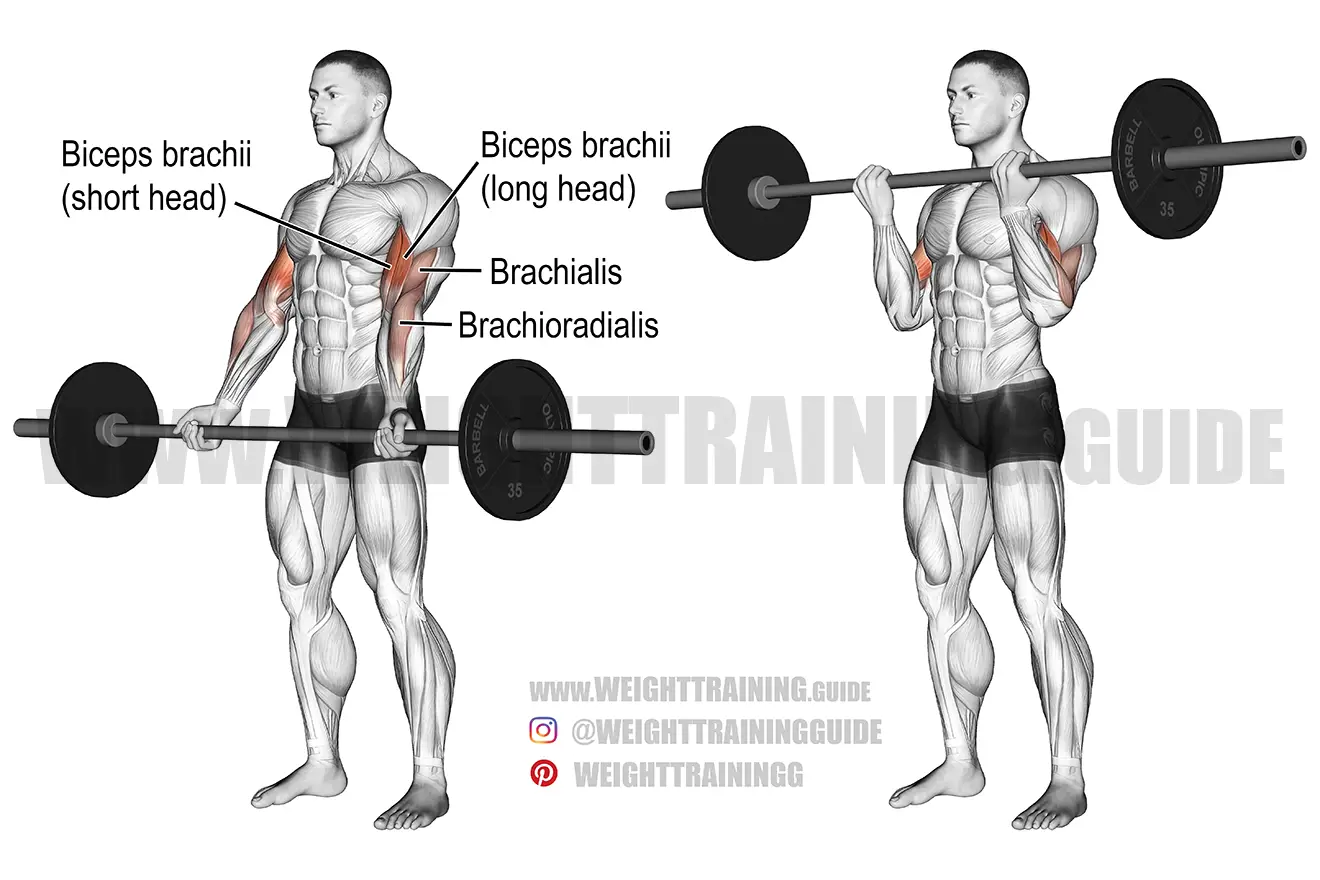 Biceps brachii
(short head)
Biceps brachii
(long head)
Brachialis
Brachioradialis
BARBELL
OLYMPIC
35
BARBELL
35
WWW.WEIGHTTRAINING.GUIDE
WWW.WEIGHTTRAINING.GUIDE
@WEIGHTTRAININGGUIDE
WEIGHTTRAININGG